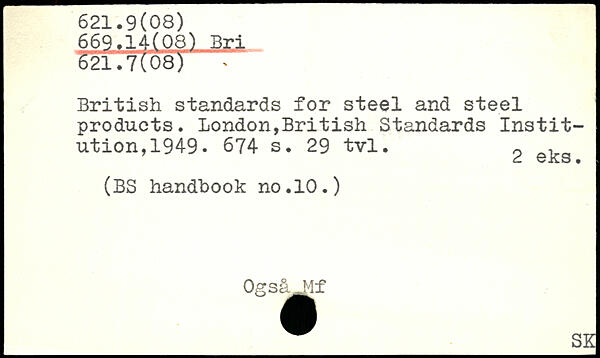 621.9(08)
669.14(08) Bri
621.7(08)
British standards for steel and steel
products. London,British Standards Instit-
ution,1949. 674 s. 29 tvl.
2 eks.
(BS handbook no.10.)
Også Mf
SK